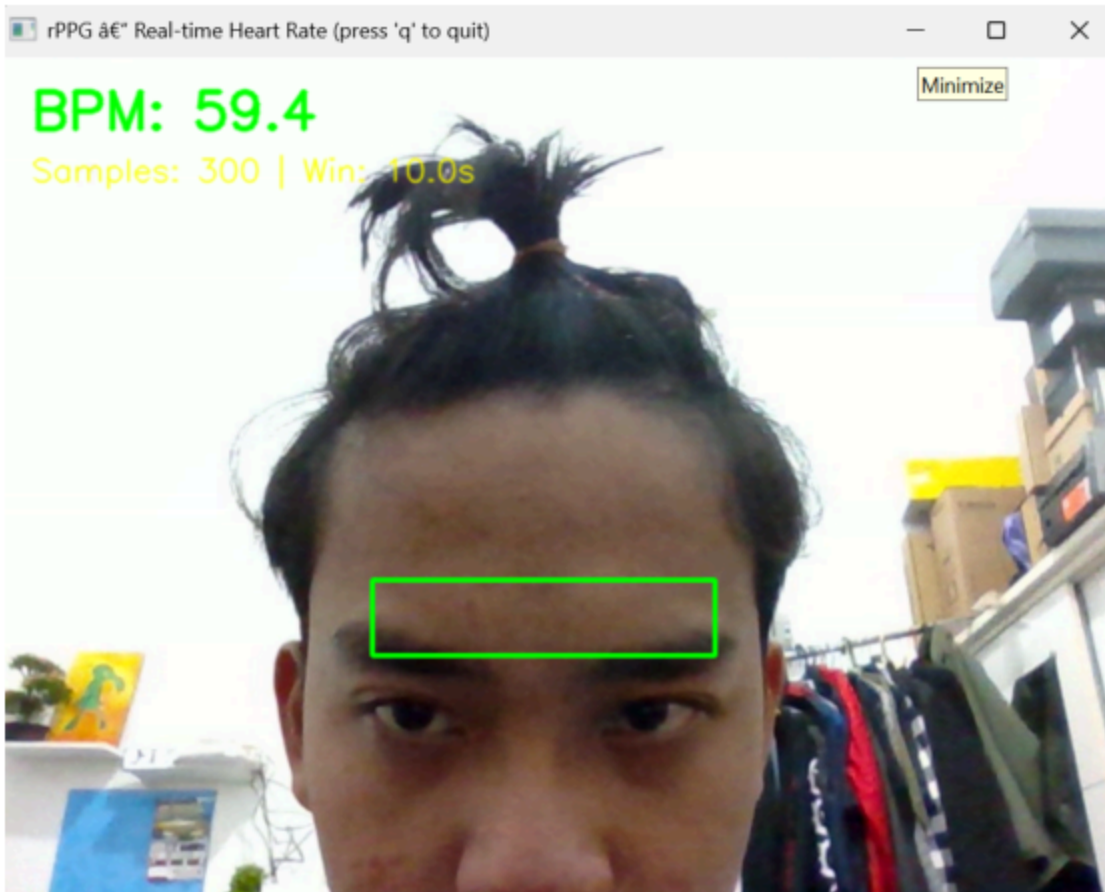 rPPG â€“ Real-time Heart Rate (press 'q' to quit)
Minimize
BPM: 59.4
Samples: 300 | Win: 10.0s